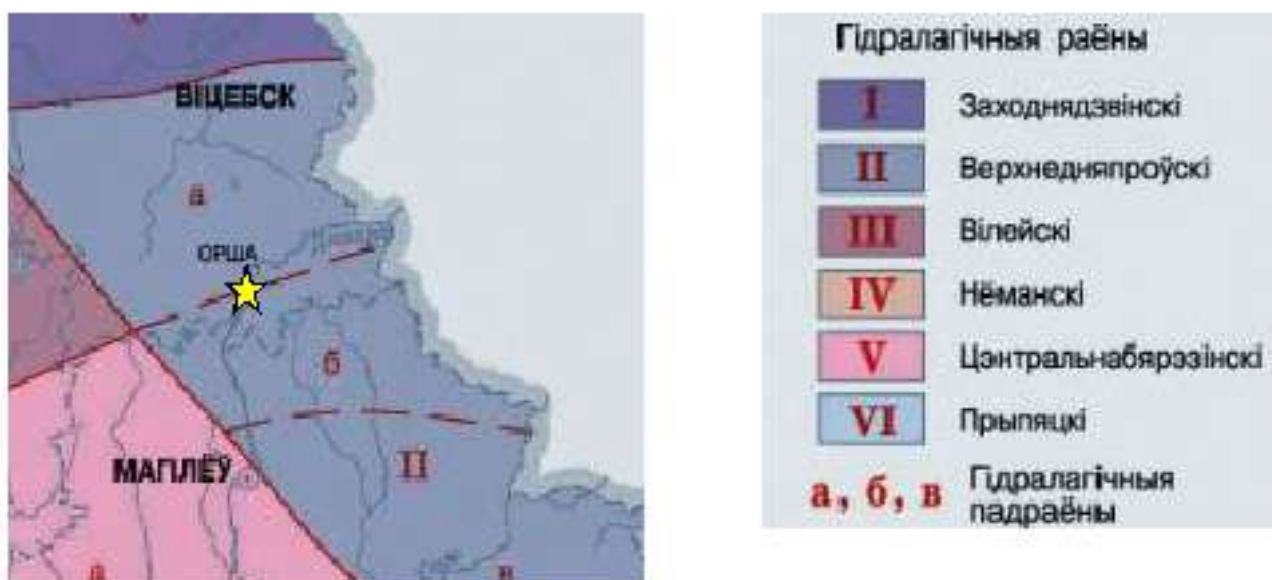 ВІЦЕБСК
а
ОРША
б
МАГІЛЁЎ
II
а
в
Гідралагічныя раёны
I Заходнядзвінскі
II Верхнедняпроўскі
III Вілейскі
IV Нёманскі
V Цэнтральнабярэзінскі
VI Прыпяцкі
а, б, в Гідралагічныя
падраёны